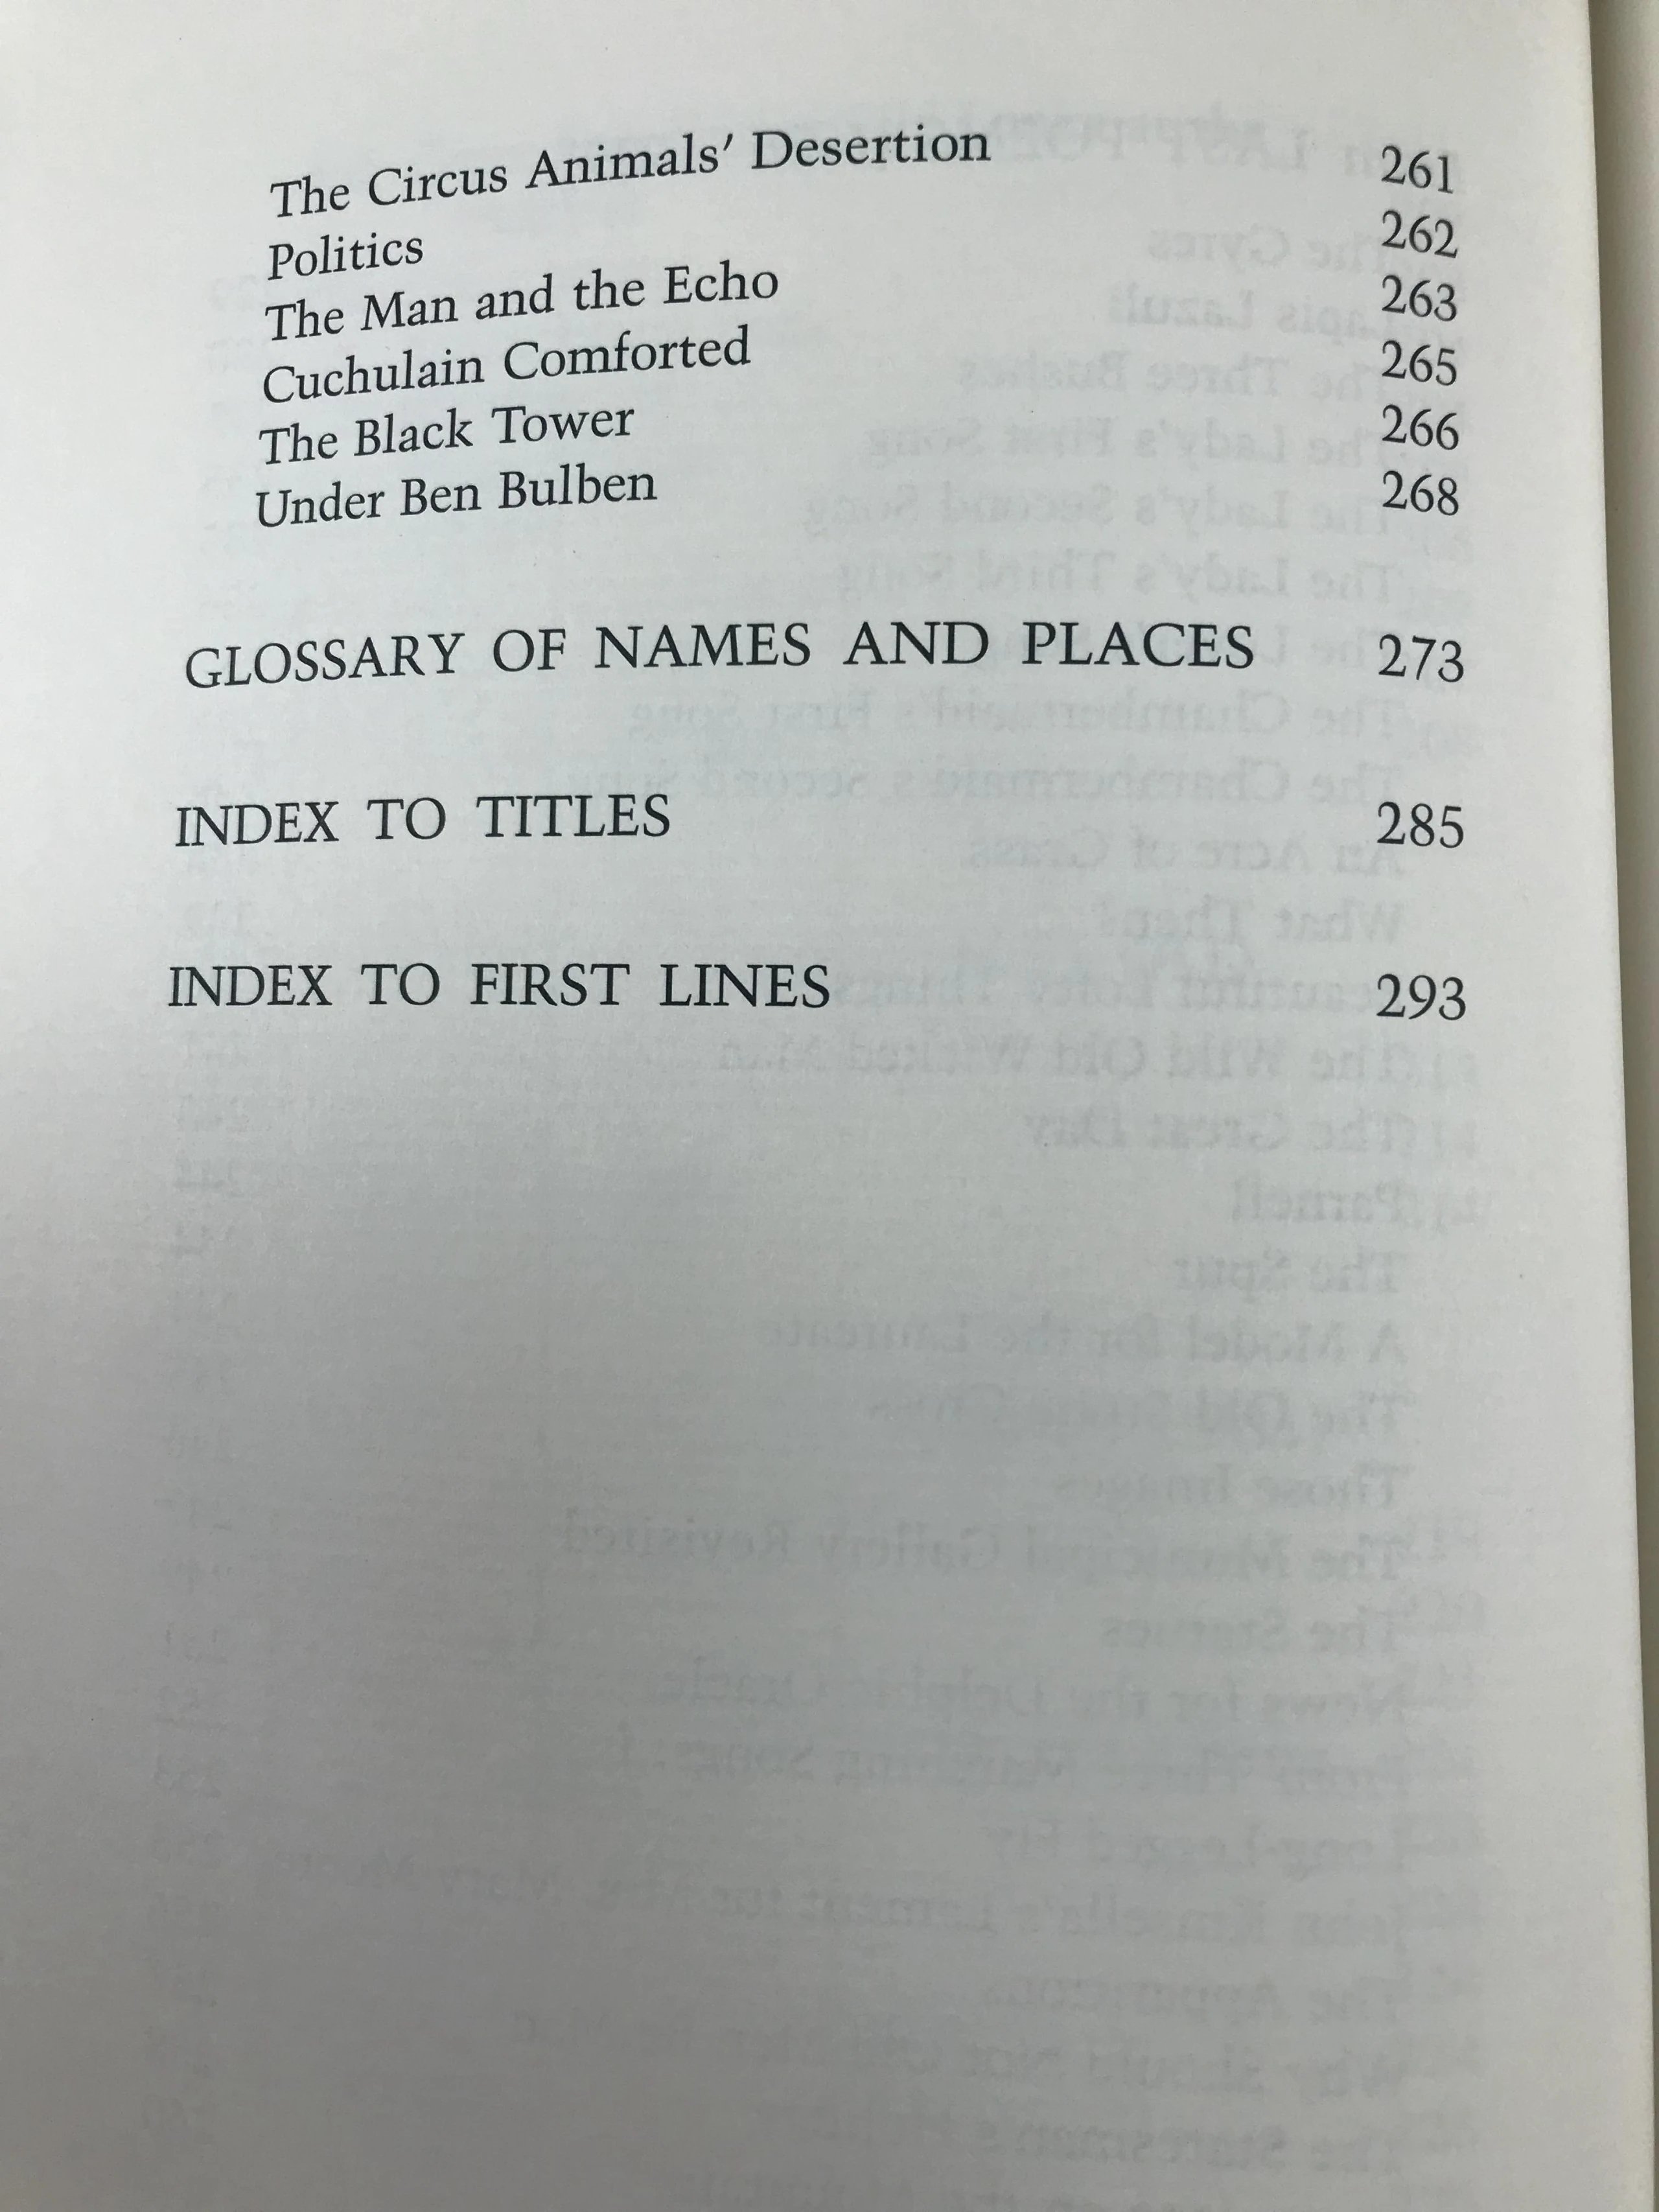 The Circus Animals' Desertion 261
Politics 262
The Man and the Echo 263
Cuchulain Comforted 265
The Black Tower 266
Under Ben Bulben 268
GLOSSARY OF NAMES AND PLACES 273
INDEX TO TITLES 285
INDEX TO FIRST LINES 293